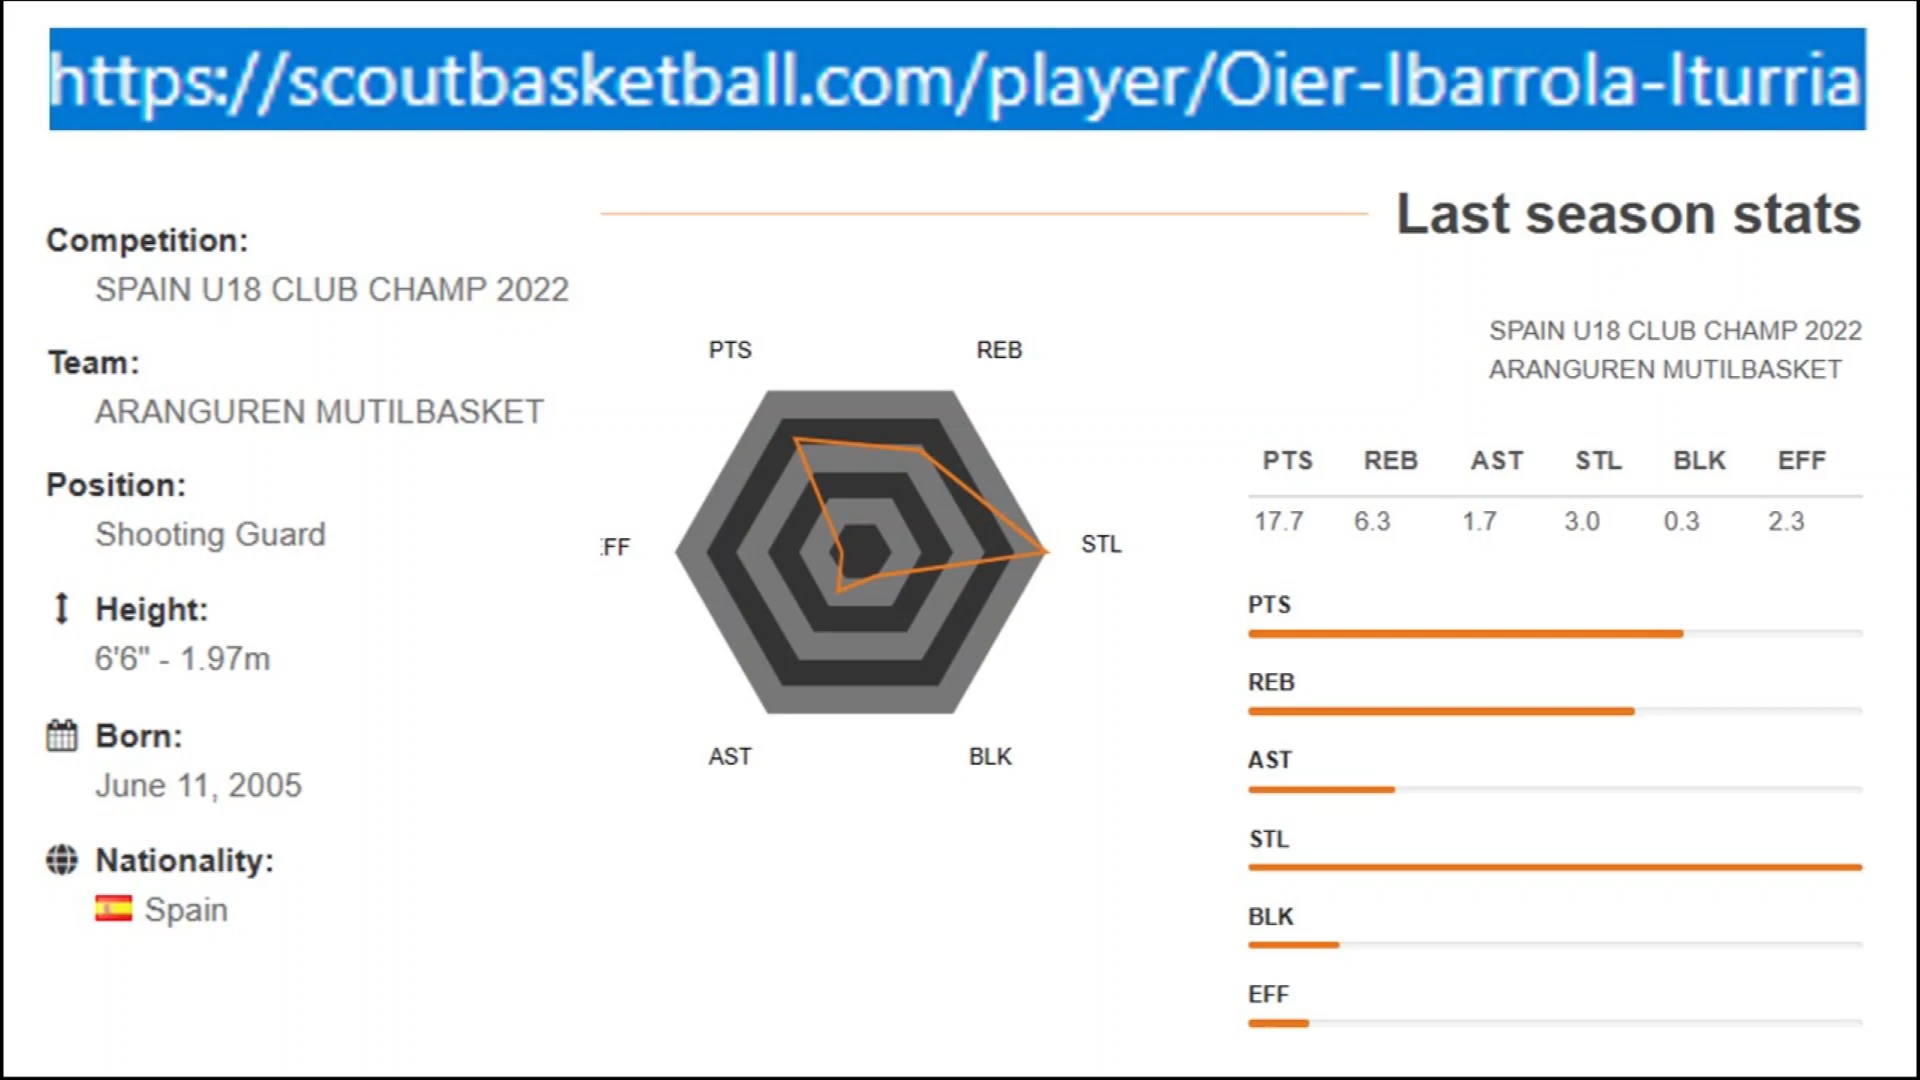 https://scoutbasketball.com/player/Oier-Ibarrola-Iturria
Competition:
SPAIN U18 CLUB CHAMP 2022
Team:
ARANGUREN MUTILBASKET
Position:
Shooting Guard
Height:
6'6" - 1.97m
Born:
June 11, 2005
Nationality:
Spain
PTS REB
:FF STL
AST BLK
Last season stats
SPAIN U18 CLUB CHAMP 2022
ARANGUREN MUTILBASKET
PTS REB AST STL BLK EFF
17.7 6.3 1.7 3.0 0.3 2.3
PTS
REB
AST
STL
BLK
EFF